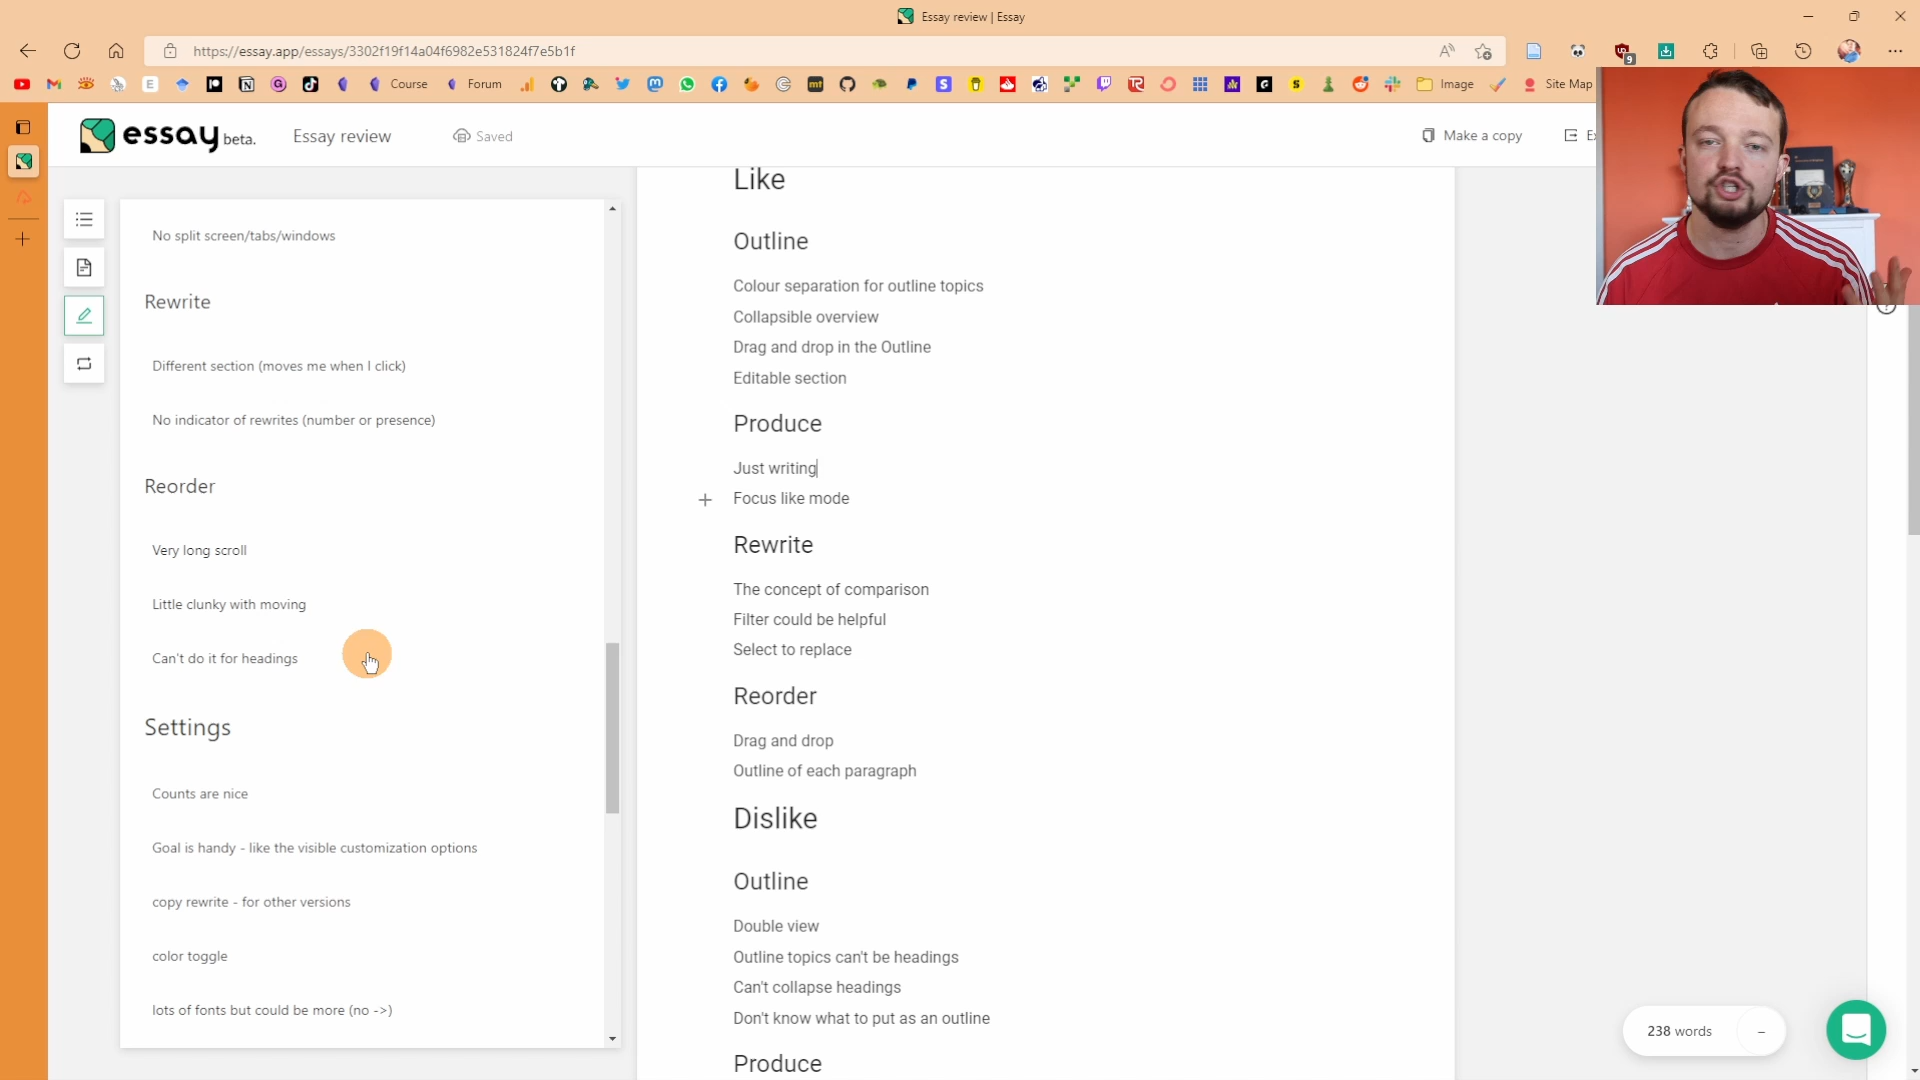 Essay review | Essay
https://essay.app/essays/3302f19f14a04f6982e531824f7e5b1f
9
Course
Forum
Image
Site Map
essay beta.
Essay review
Saved
Make a copy
No split screen/tabs/windows
Rewrite
Different section (moves me when I click)
No indicator of rewrites (number or presence)
Reorder
Very long scroll
Little clunky with moving
Can't do it for headings
Settings
Counts are nice
Goal is handy - like the visible customization options
copy rewrite - for other versions
color toggle
lots of fonts but could be more (no ->)
Like
Outline
Colour separation for outline topics
Collapsible overview
Drag and drop in the Outline
Editable section
Produce
Just writing
Focus like mode
Rewrite
The concept of comparison
Filter could be helpful
Select to replace
Reorder
Drag and drop
Outline of each paragraph
Dislike
Outline
Double view
Outline topics can't be headings
Can't collapse headings
Don't know what to put as an outline
Produce
238 words